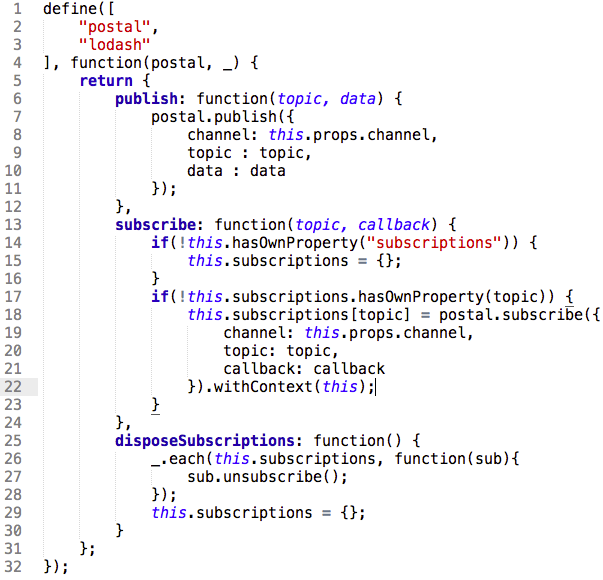 1 define([
2     "postal",
3     "lodash"
4 ], function(postal, _) {
5     return {
6         publish: function(topic, data) {
7             postal.publish({
8                 channel: this.props.channel,
9                 topic : topic,
10                 data : data
11             });
12         },
13         subscribe: function(topic, callback) {
14             if(!this.hasOwnProperty("subscriptions")) {
15                 this.subscriptions = {};
16             }
17             if(!this.subscriptions.hasOwnProperty(topic)) {
18                 this.subscriptions[topic] = postal.subscribe({
19                     channel: this.props.channel,
20                     topic: topic,
21                     callback: callback
22                 }).withContext(this);
23             }
24         },
25         disposeSubscriptions: function() {
26             _.each(this.subscriptions, function(sub){
27                 sub.unsubscribe();
28             });
29             this.subscriptions = {};
30         }
31     };
32 });